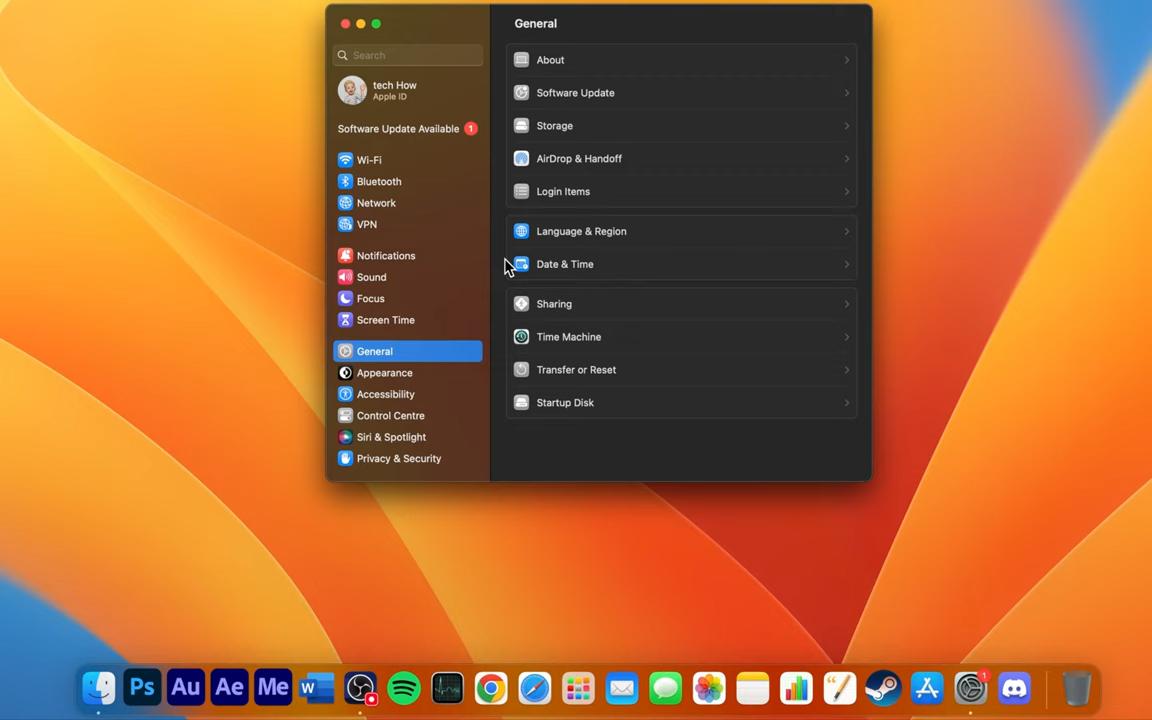 General
Search
tech How
Apple ID
Software Update Available 1
Wi-Fi
Bluetooth
Network
VPN
Notifications
Sound
Focus
Screen Time
General
Appearance
Accessibility
Control Centre
Siri & Spotlight
Privacy & Security
About
Software Update
Storage
AirDrop & Handoff
Login Items
Language & Region
Date & Time
Sharing
Time Machine
Transfer or Reset
Startup Disk
Ps
Au
Ae
Me
W
1